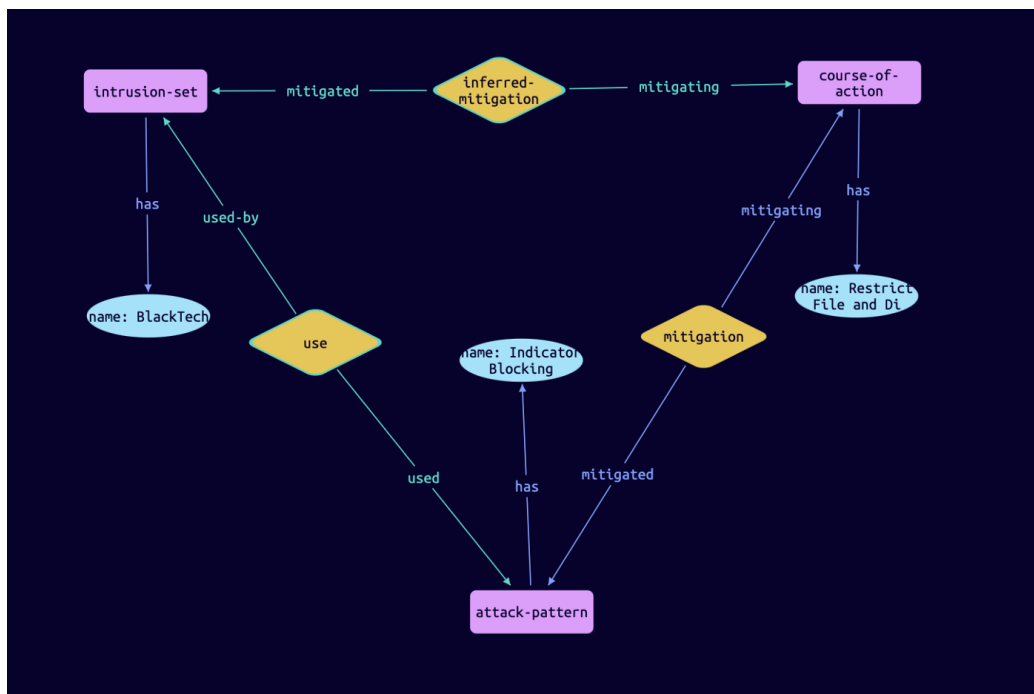 inferred-
mitigation
intrusion-set
mitigated
mitigating
course-of-
action
has
has
mitigating
used-by
name: Restrict
File and Di
name: BlackTech
use
mitigation
name: Indicator
Blocking
used
mitigated
has
attack-pattern